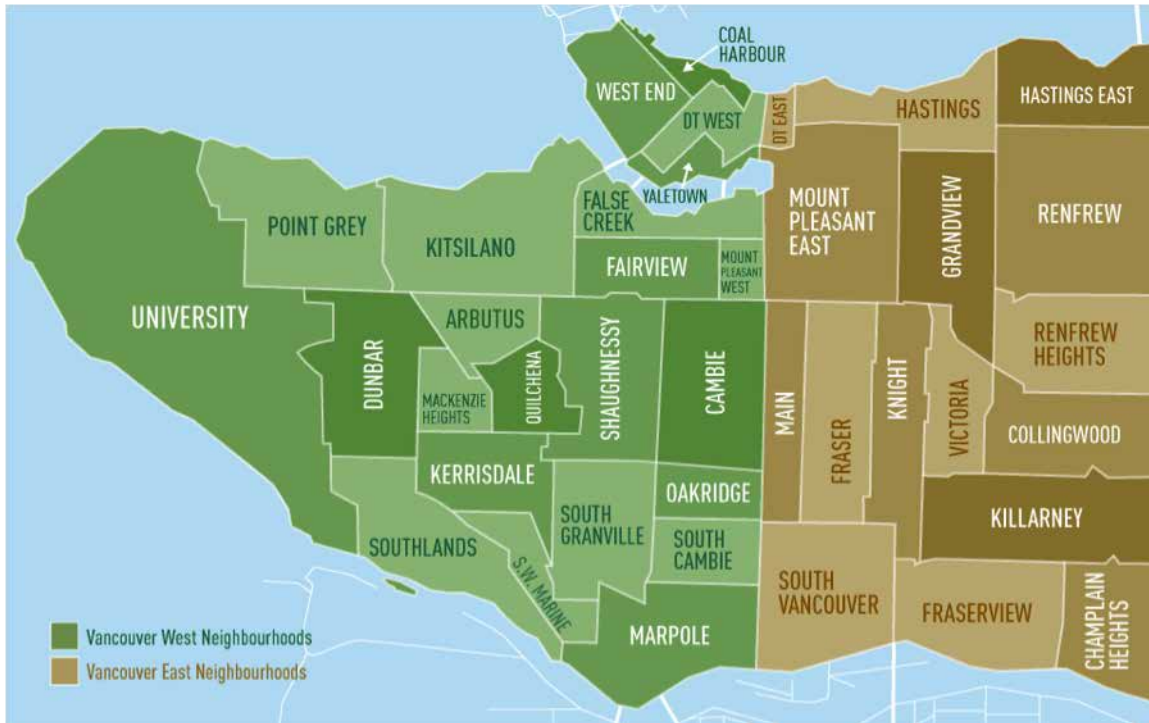 COAL
HARBOUR
WEST END
DT WEST
DT EAST
HASTINGS
HASTINGS EAST
YALETOWN
FALSE
CREEK
POINT GREY
KITSILANO
FAIRVIEW
MOUNT
PLEASANT
WEST
MOUNT
PLEASANT
EAST
GRANDVIEW
RENFREW
UNIVERSITY
DUNBAR
ARBUTUS
MACKENZIE
HEIGHTS
QUILCHENA
SHAUGHNESSY
CAMBIE
MAIN
FRASER
KNIGHT
VICTORIA
RENFREW
HEIGHTS
COLLINGWOOD
KERRISDALE
OAKRIDGE
KILLARNEY
SOUTHLANDS
S.W. MARINE
SOUTH
GRANVILLE
SOUTH
CAMBIE
MARPOLE
SOUTH
VANCOUVER
FRASERVIEW
CHAMPLAIN
HEIGHTS
Vancouver West Neighbourhoods
Vancouver East Neighbourhoods